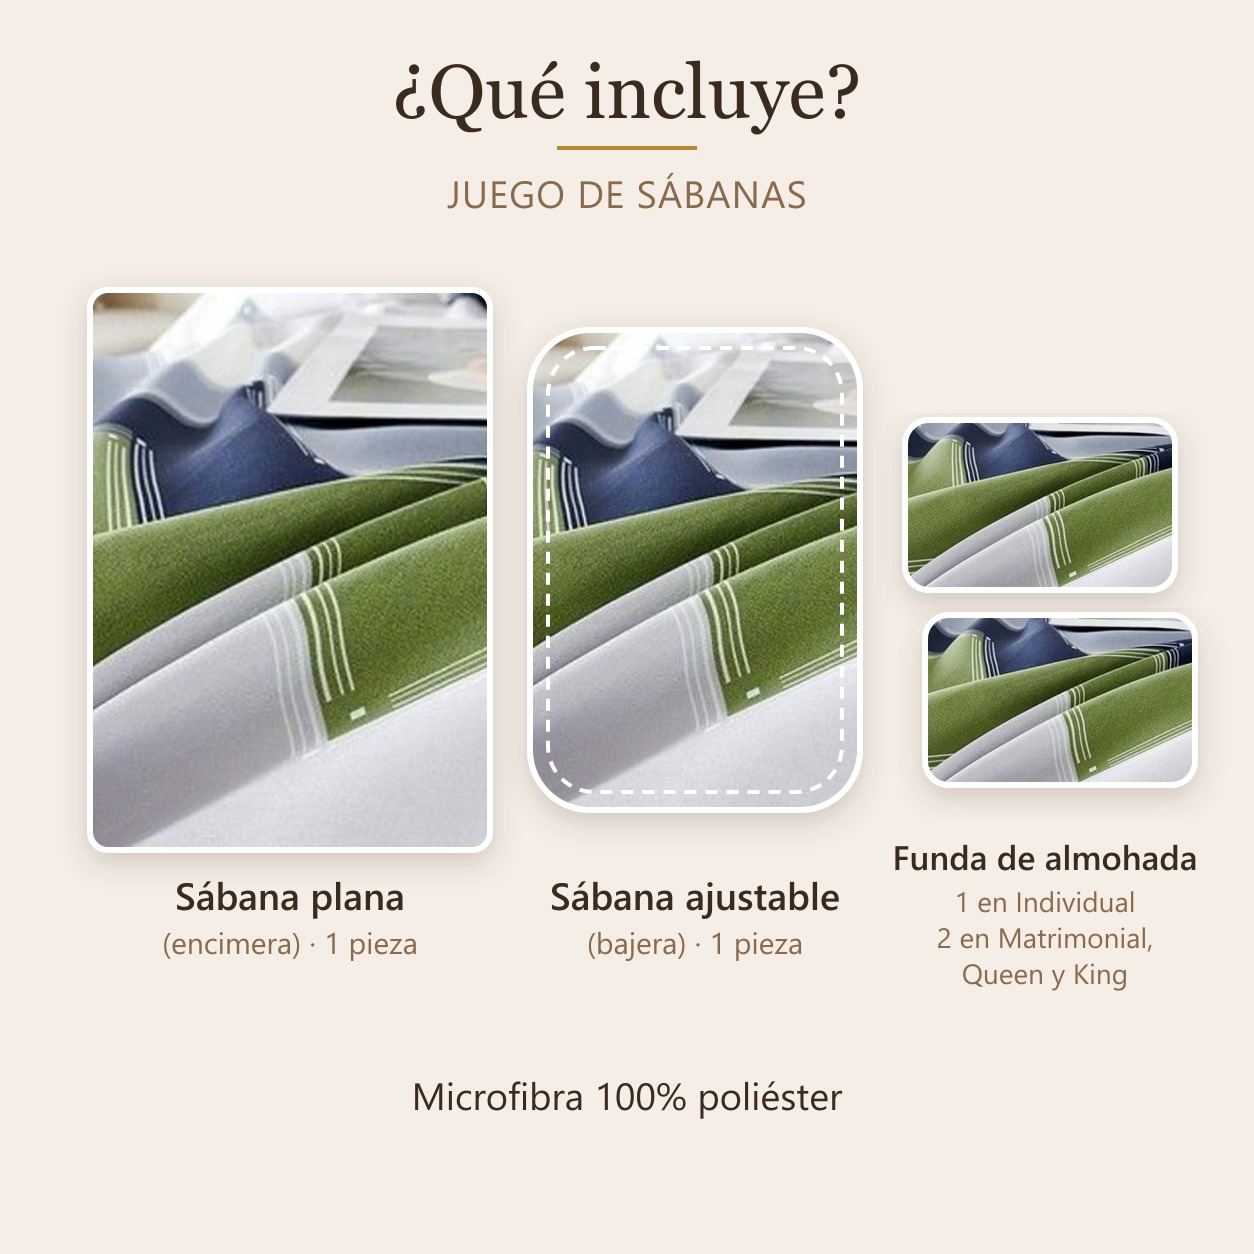 ¿Qué incluye?
JUEGO DE SÁBANAS
Sábana plana
(encimera) · 1 pieza
Sábana ajustable
(bajera) · 1 pieza
Funda de almohada
1 en Individual
2 en Matrimonial,
Queen y King
Microfibra 100% poliéster